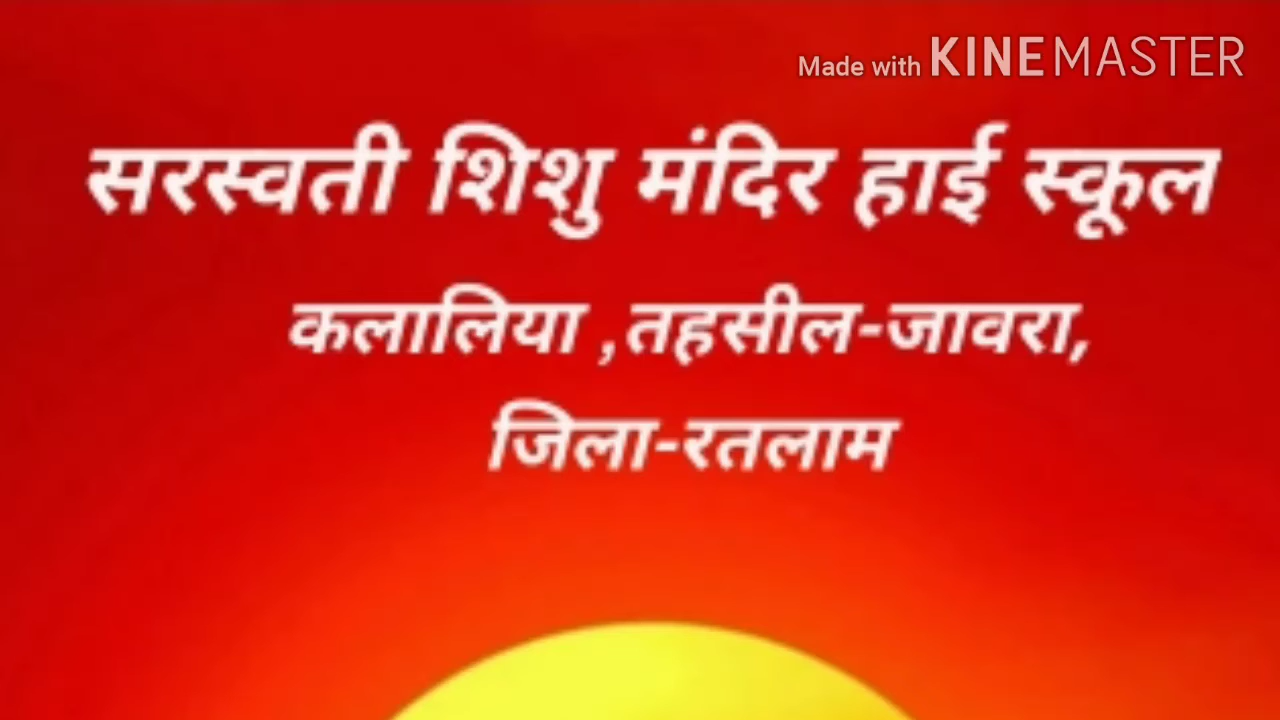 Made with KINEMASTER
सरस्वती शिशु मंदिर हाई स्कूल
कलालिया ,तहसील-जावरा,
जिला-रतलाम